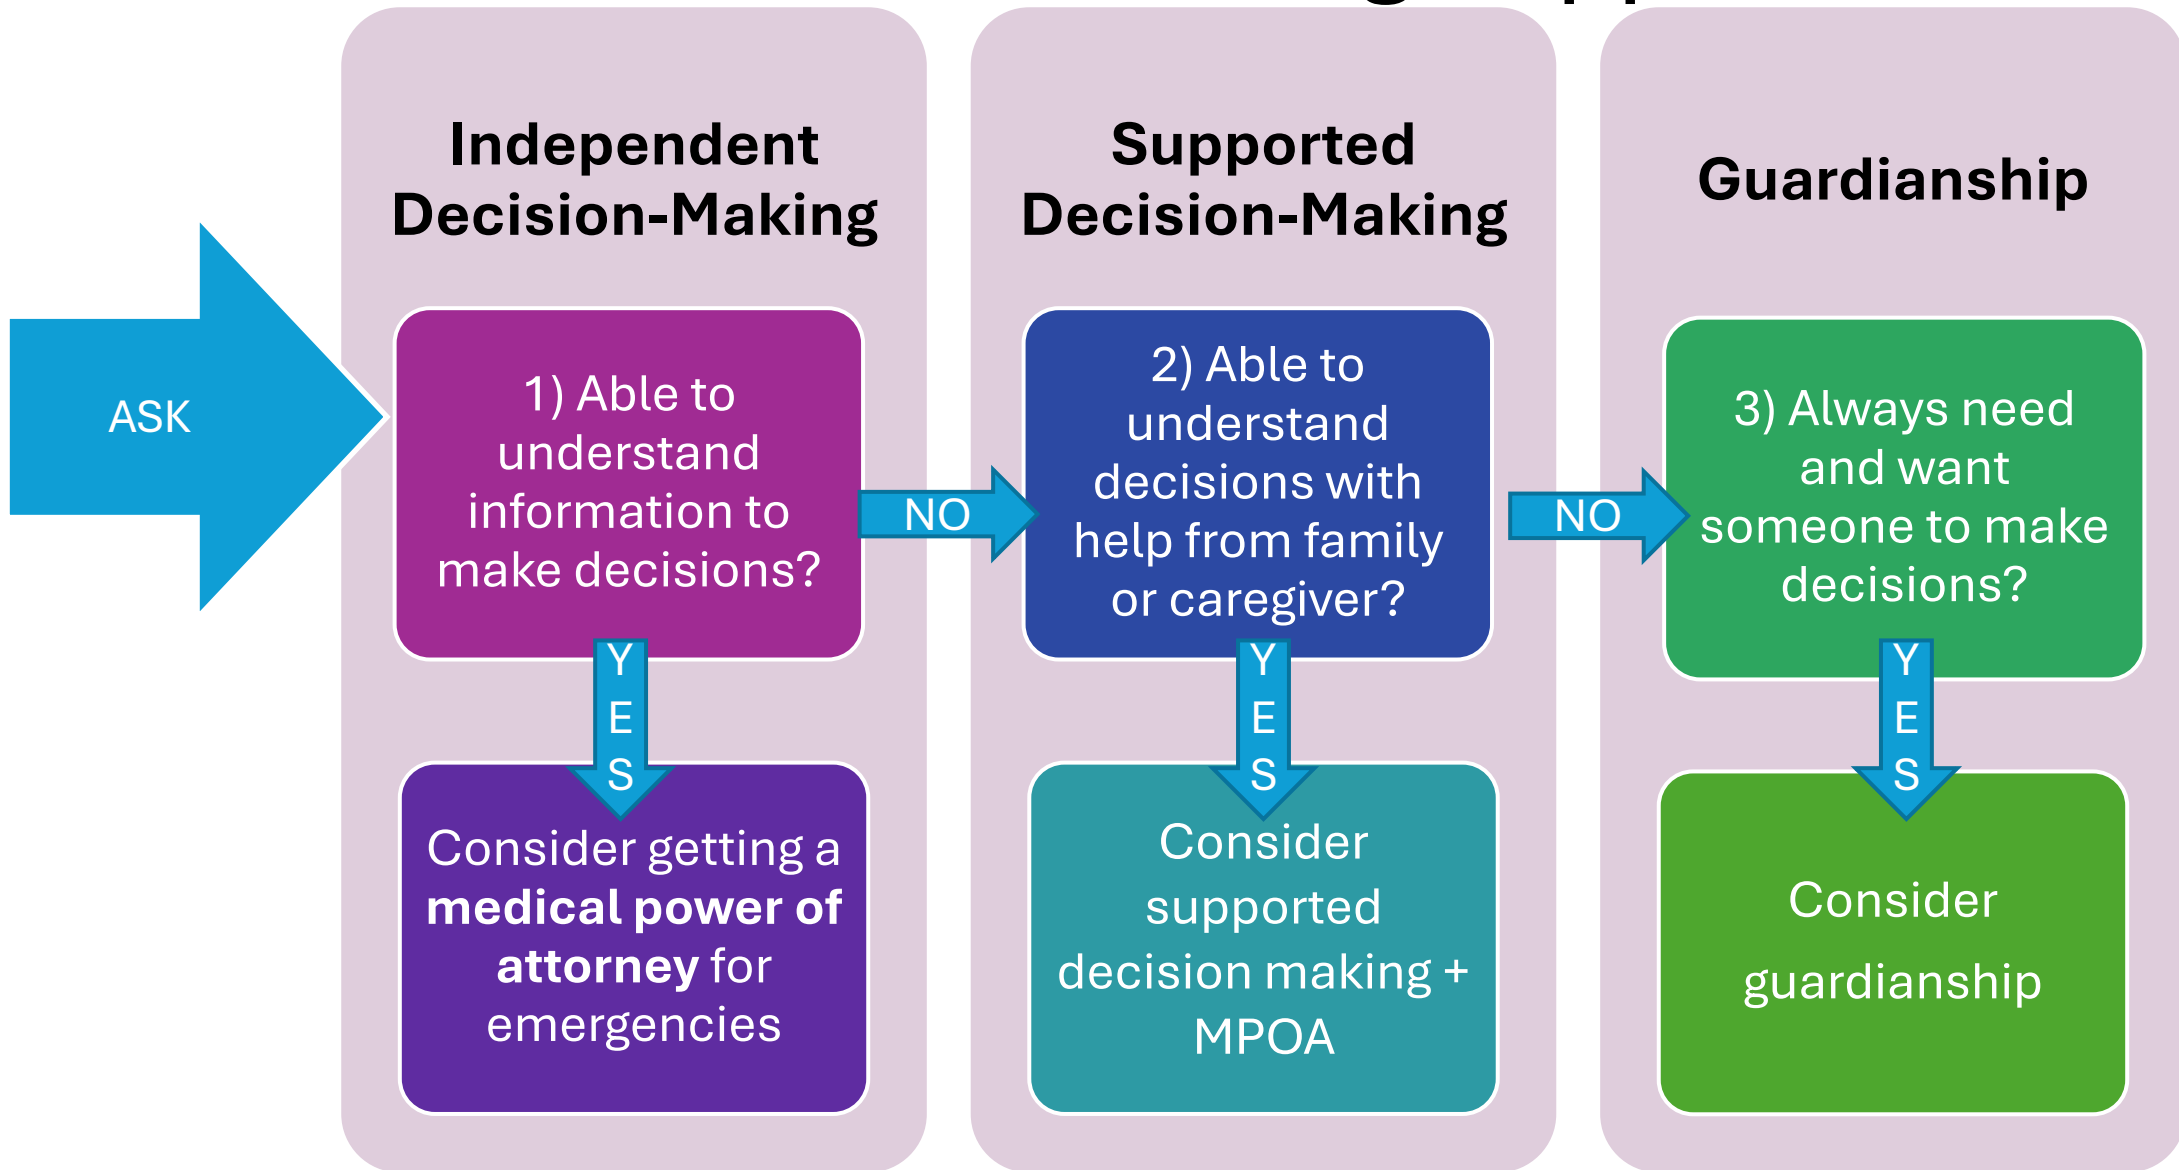 Independent
Decision-Making
Supported
Decision-Making
Guardianship
ASK
1) Able to
understand
information to
make decisions?
NO
2) Able to
understand
decisions with
help from family
or caregiver?
NO
3) Always need
and want
someone to make
decisions?
Y
E
S
Y
E
S
Y
E
S
Consider getting a
medical power of
attorney for
emergencies
Consider
supported
decision making +
MPOA
Consider
guardianship